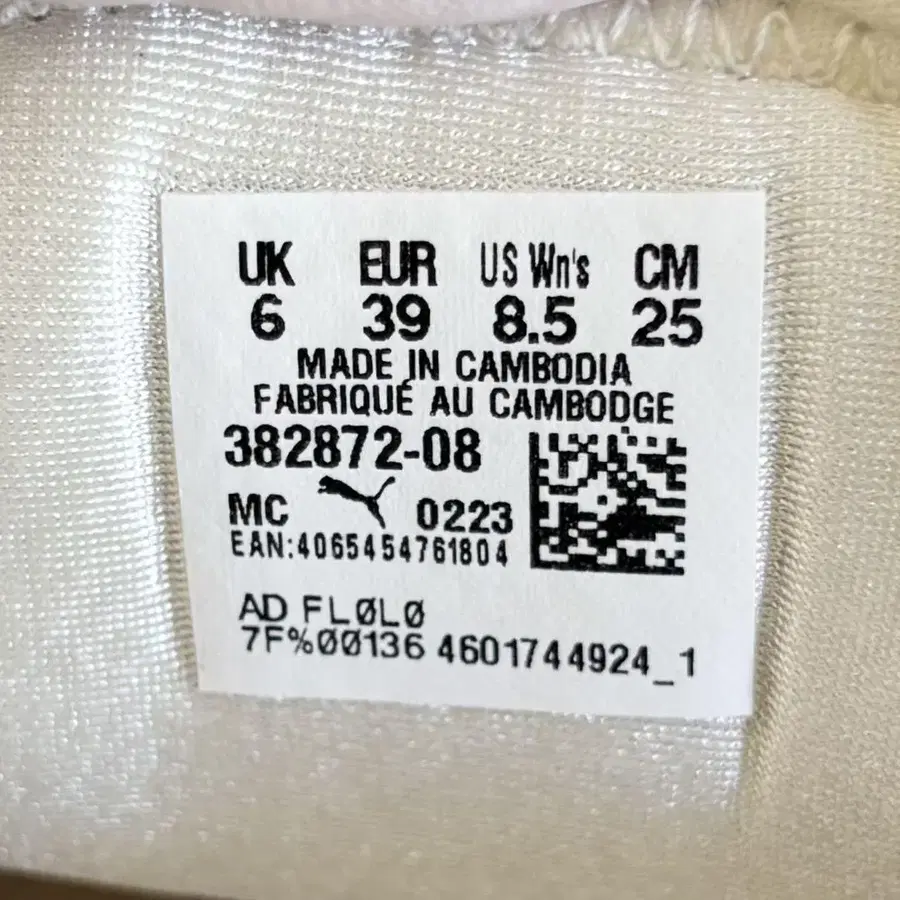 UK EUR US Wn's CM
6 39 8.5 25
MADE IN CAMBODIA
FABRIQUÉ AU CAMBODGE
382872-08
MC 0223
EAN:4065454761804
AD FLØLØ
7F%ØØ136 4601744924_1